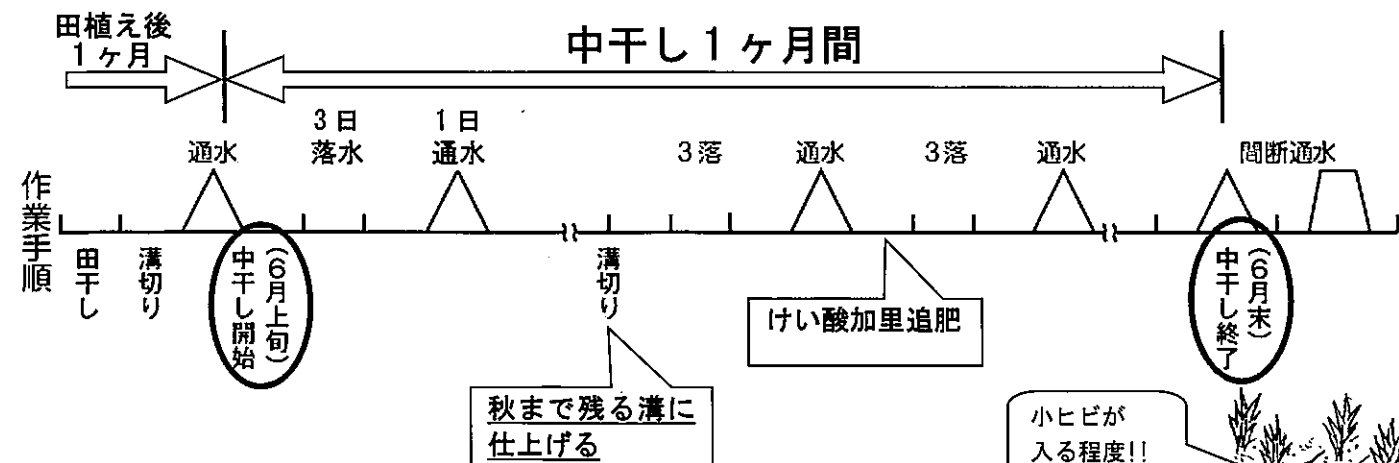 田植え後
1ヶ月
中干し1ヶ月間
通水
3日
落水
1日
通水
3落
通水
3落
通水
間断通水
作業手順
田干し
溝切り
(6月上旬)
中干し開始
溝切り
(6月末)
中干し終了
けい酸加里追肥
秋まで残る溝に
仕上げる
小ヒビが
入る程度!!